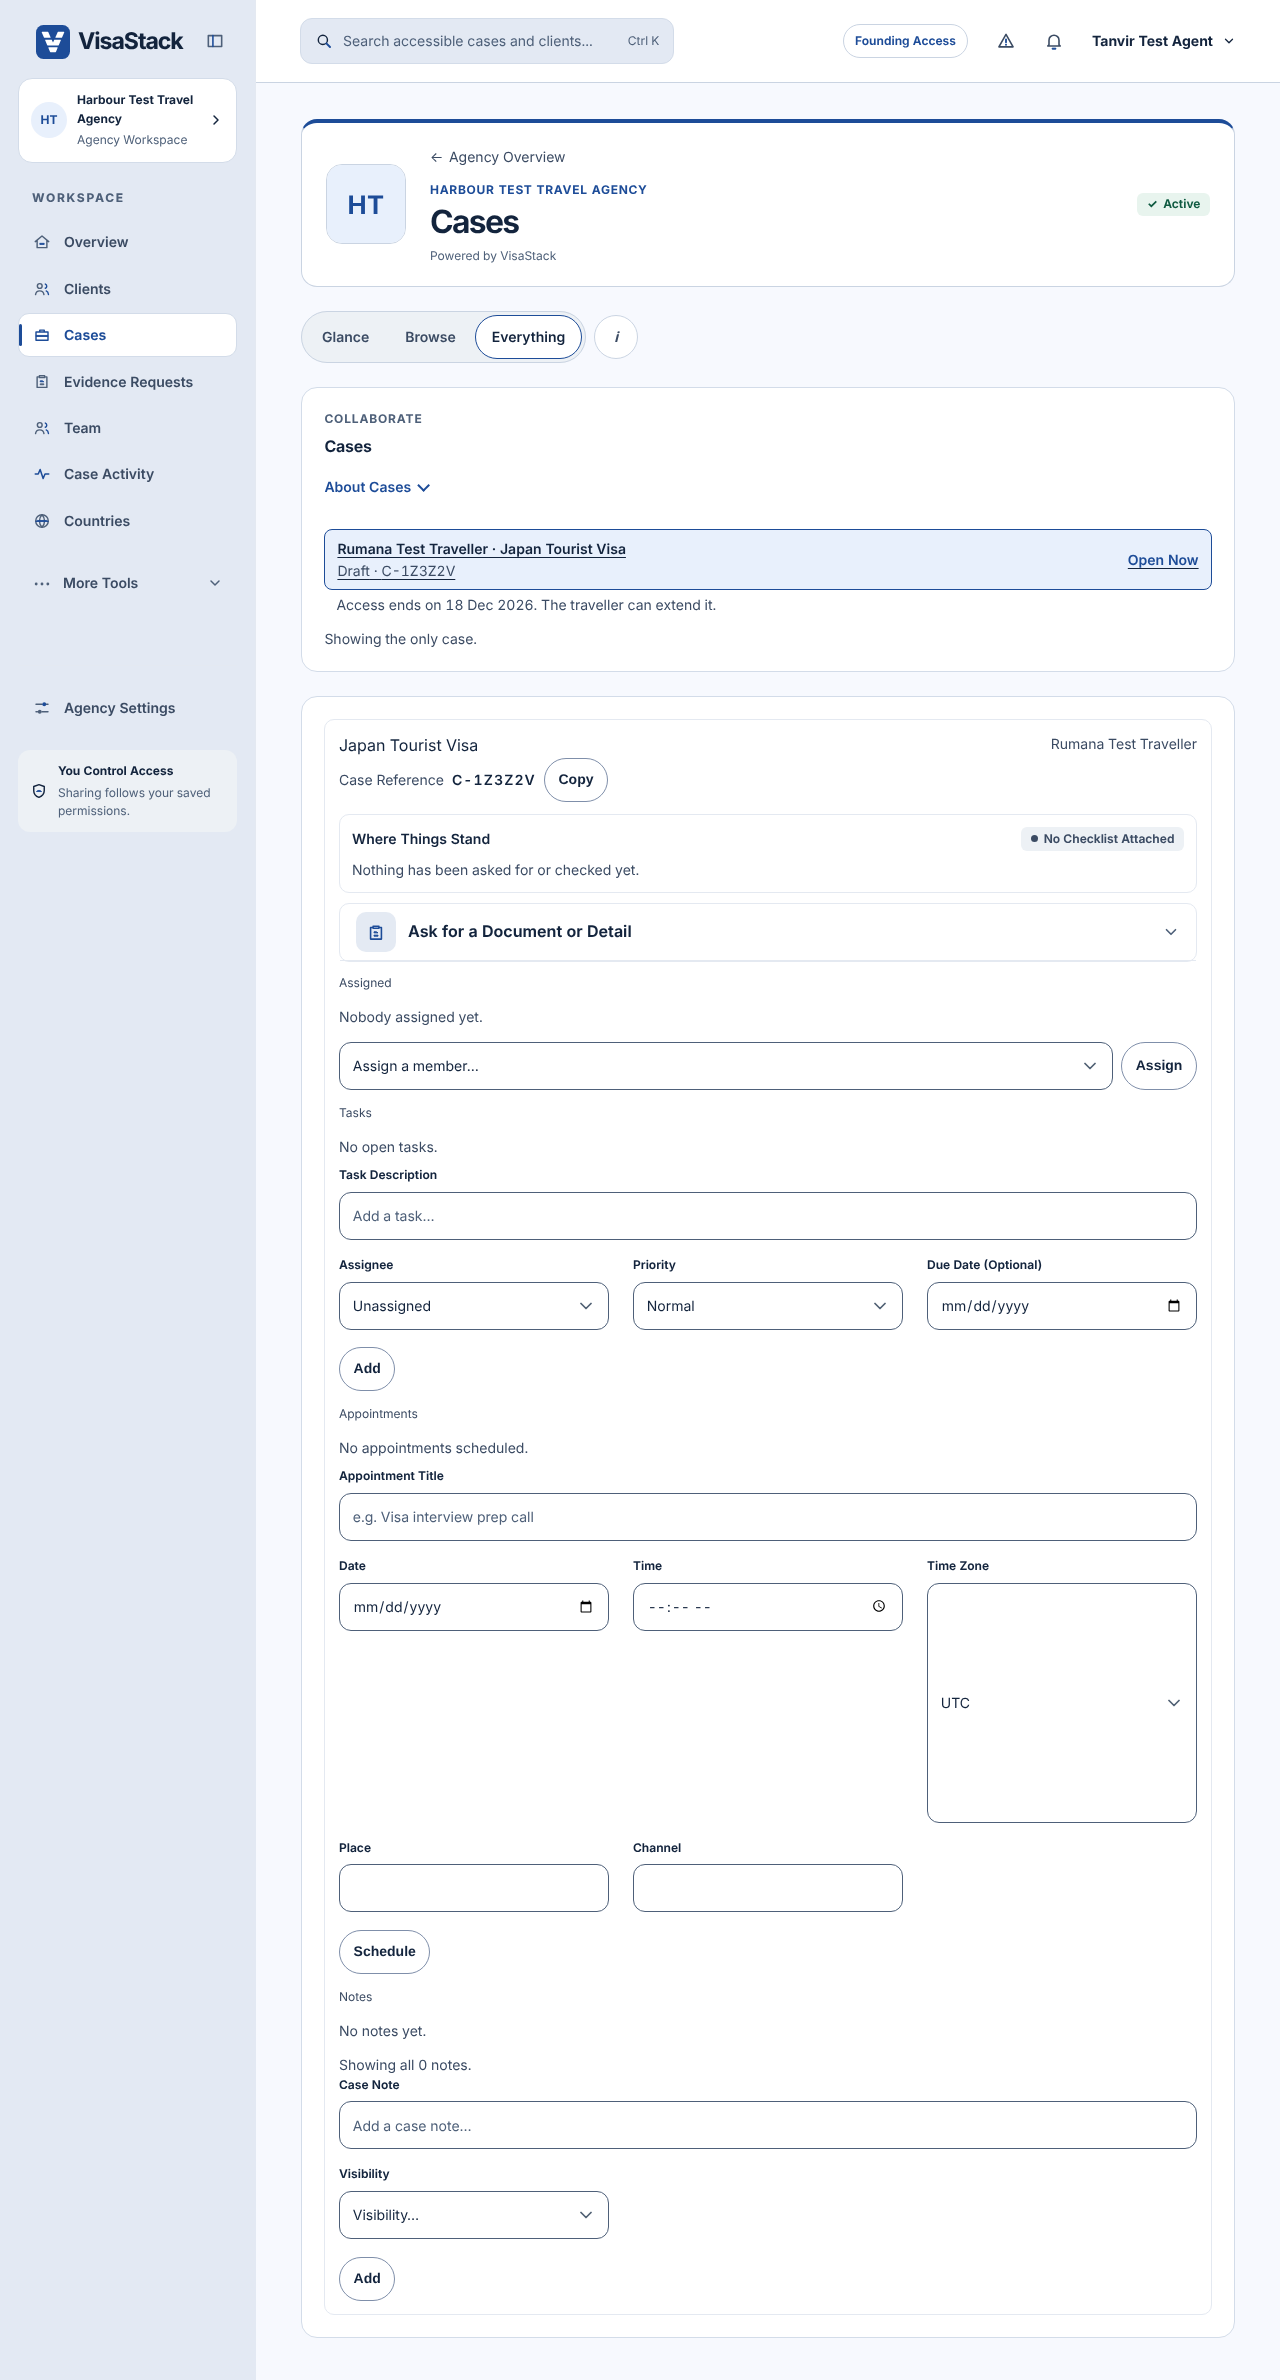 VisaStack
Search accessible cases and clients...
Ctrl K
Founding Access
Tanvir Test Agent
HT
Harbour Test Travel
Agency
Agency Workspace
WORKSPACE
Overview
Clients
Cases
Evidence Requests
Team
Case Activity
Countries
More Tools
Agency Settings
You Control Access
Sharing follows your saved
permissions.
← Agency Overview
HT
HARBOUR TEST TRAVEL AGENCY
Cases
Powered by VisaStack
Active
Glance
Browse
Everything
i
COLLABORATE
Cases
About Cases
Rumana Test Traveller · Japan Tourist Visa
Draft · C-1Z3Z2V
Open Now
Access ends on 18 Dec 2026. The traveller can extend it.
Showing the only case.
Japan Tourist Visa
Rumana Test Traveller
Case Reference C-1Z3Z2V
Copy
Where Things Stand
No Checklist Attached
Nothing has been asked for or checked yet.
Ask for a Document or Detail
Assigned
Nobody assigned yet.
Assign a member...
Assign
Tasks
No open tasks.
Task Description
Add a task...
Assignee
Priority
Due Date (Optional)
Unassigned
Normal
mm/dd/yyyy
Add
Appointments
No appointments scheduled.
Appointment Title
e.g. Visa interview prep call
Date
Time
Time Zone
mm/dd/yyyy
--:-- --
UTC
Place
Channel
Schedule
Notes
No notes yet.
Showing all 0 notes.
Case Note
Add a case note...
Visibility
Visibility...
Add